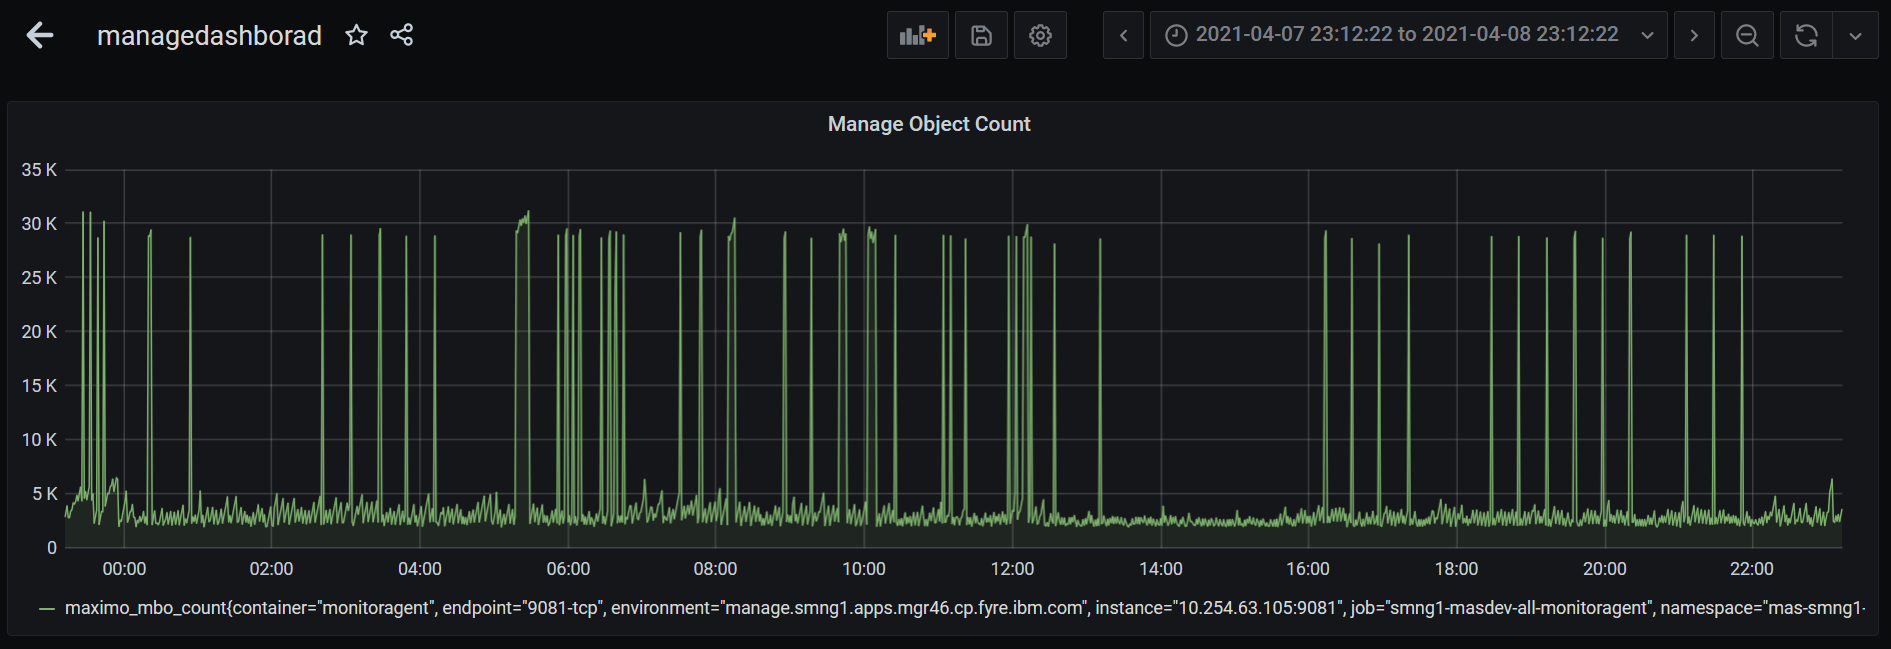 managedashborad
2021-04-07 23:12:22 to 2021-04-08 23:12:22
Manage Object Count
35 K
30 K
25 K
20 K
15 K
10 K
5 K
0
00:00 02:00 04:00 06:00 08:00 10:00 12:00 14:00 16:00 18:00 20:00 22:00
maximo_mbo_count{container="monitoragent", endpoint="9081-tcp", environment="manage.smng1.apps.mgr46.cp.fyre.ibm.com", instance="10.254.63.105:9081", job="smng1-masdev-all-monitoragent", namespace="mas-smng1-